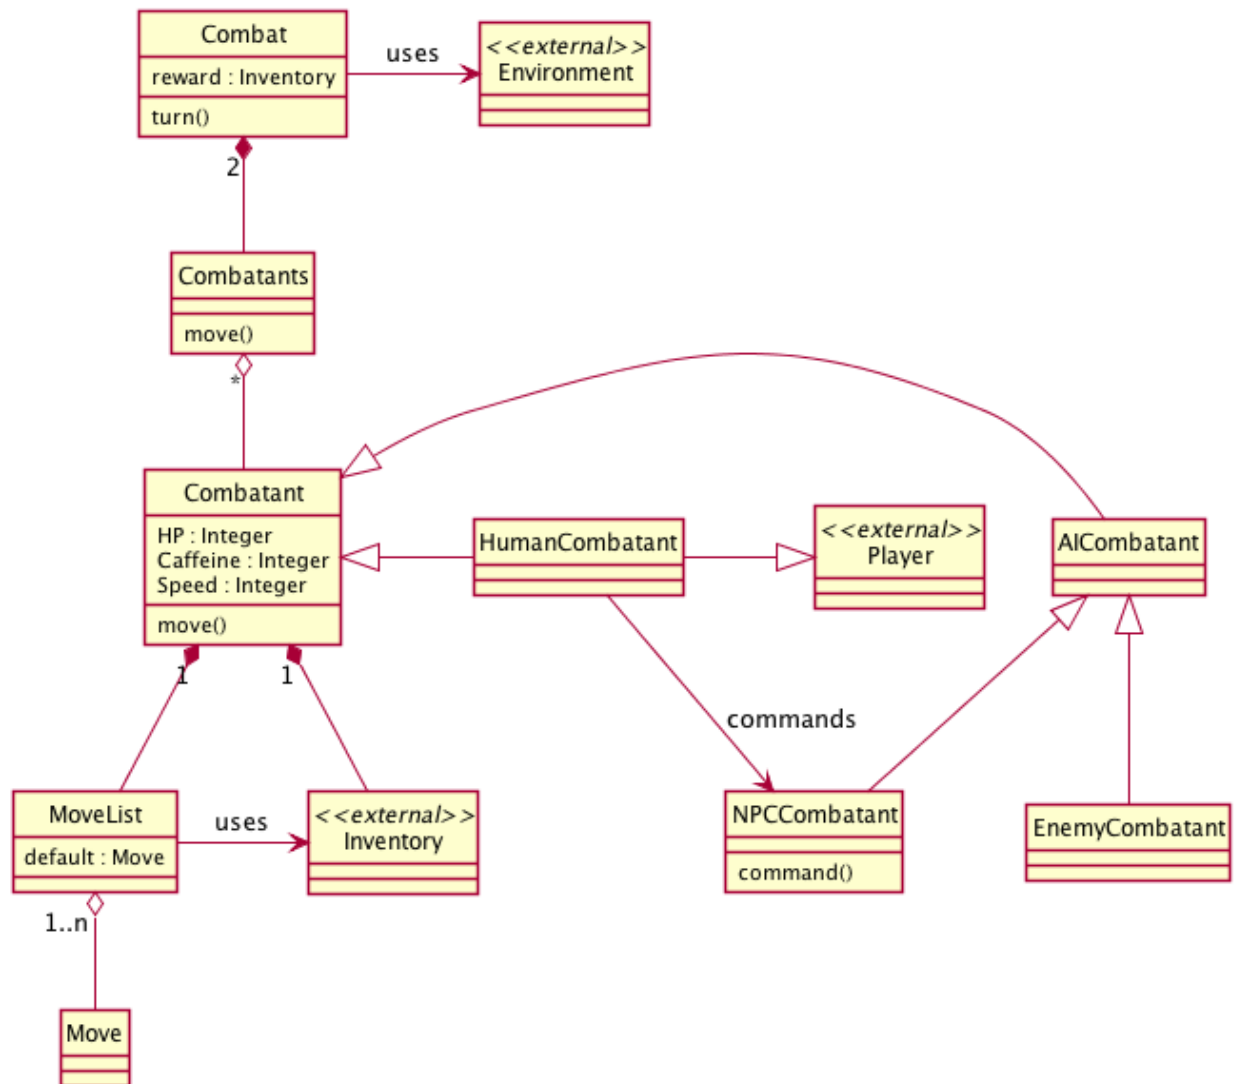 Combat
reward : Inventory
turn()
uses
<<external>>
Environment
2
Combatants
move()
*
Combatant
HP : Integer
Caffeine : Integer
Speed : Integer
move()
HumanCombatant
<<external>>
Player
AICombatant
1
1
commands
MoveList
default : Move
uses
<<external>>
Inventory
NPCCombatant
command()
EnemyCombatant
1..n
Move